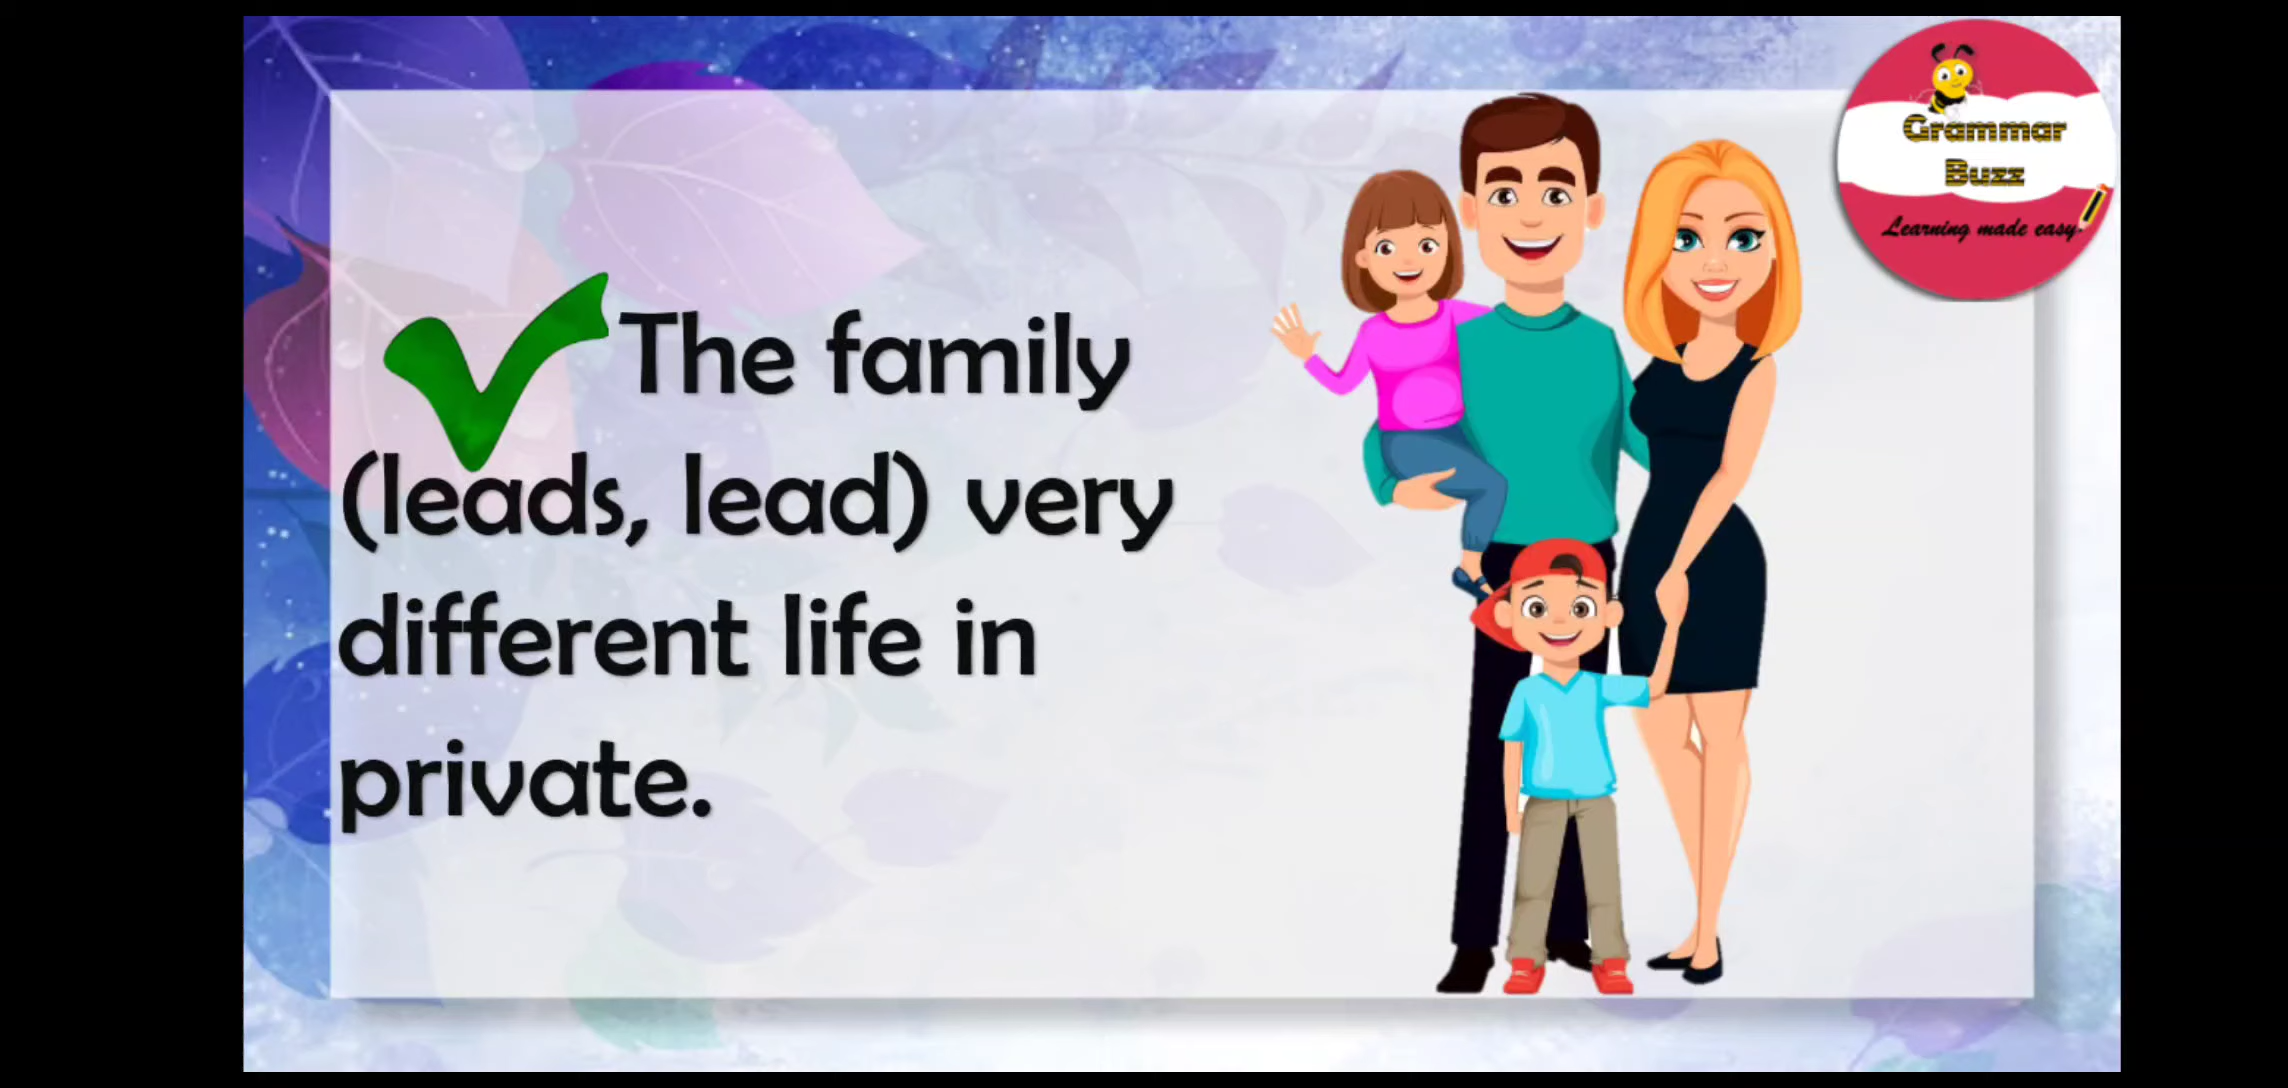 Grammar
Buzz
Learning made easy
The family
(leads, lead) very
different life in
private.